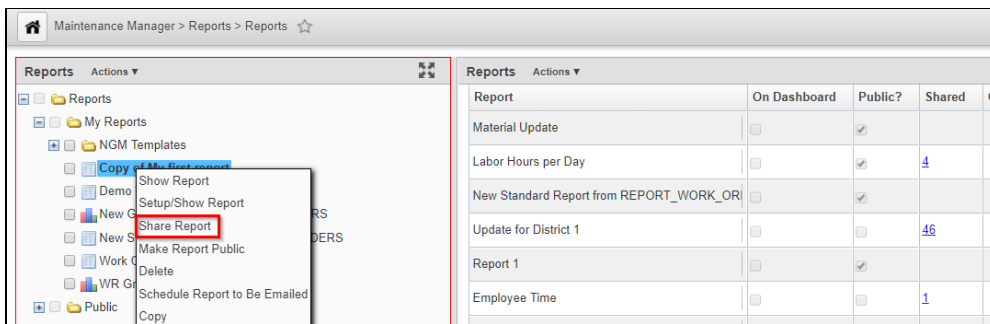 Maintenance Manager > Reports > Reports
Reports Actions ▼
Reports
My Reports
NGM Templates
Copy of My first report
Demo
New G RS
New S DERS
Work
WR Gr
Public
Show Report
Setup/Show Report
Share Report
Make Report Public
Delete
Schedule Report to Be Emailed
Copy
Reports Actions ▼
Report On Dashboard Public? Shared
Material Update
Labor Hours per Day 4
New Standard Report from REPORT_WORK_ORI
Update for District 1 46
Report 1
Employee Time 1